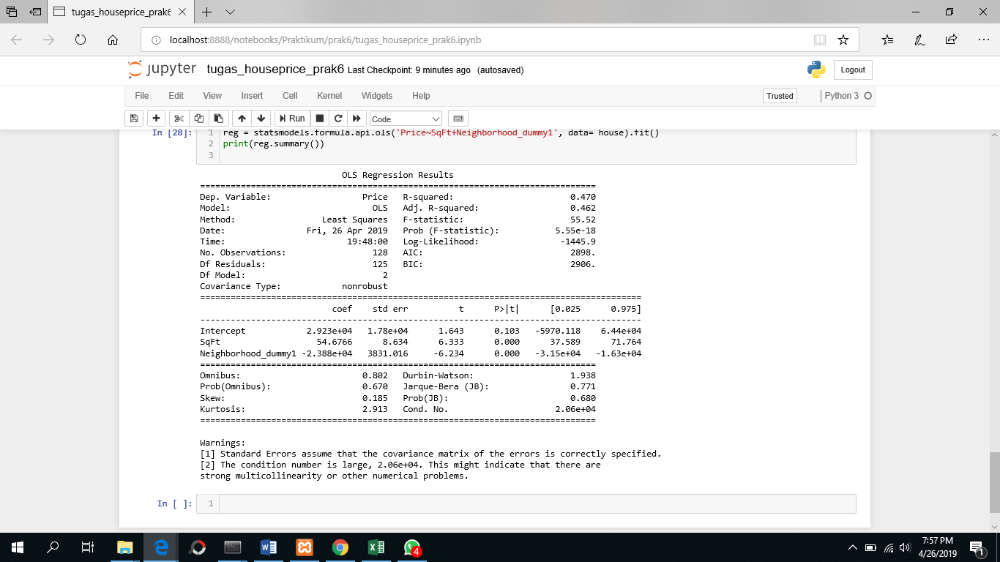 tugas_houseprice_prak6
localhost:8888/notebooks/Praktikum/prak6/tugas_houseprice_prak6.ipynb
jupyter tugas_houseprice_prak6 Last Checkpoint: 9 minutes ago (autosaved)
Logout
File Edit View Insert Cell Kernel Widgets Help
Trusted Python 3
Run Code
In [28]: 1 reg = statsmodels.formula.api.ols('Price~SqFt+Neighborhood_dummy1', data= house).fit()
2 print(reg.summary())
3
OLS Regression Results
==============================================================================
Dep. Variable: Price R-squared: 0.470
Model: OLS Adj. R-squared: 0.462
Method: Least Squares F-statistic: 55.52
Date: Fri, 26 Apr 2019 Prob (F-statistic): 5.55e-18
Time: 19:48:00 Log-Likelihood: -1445.9
No. Observations: 128 AIC: 2898.
Df Residuals: 125 BIC: 2906.
Df Model: 2
Covariance Type: nonrobust
=======================================================================================
coef std err t P>|t| [0.025 0.975]
---------------------------------------------------------------------------------------
Intercept 2.923e+04 1.78e+04 1.643 0.103 -5970.118 6.44e+04
SqFt 54.6766 8.634 6.333 0.000 37.589 71.764
Neighborhood_dummy1 -2.388e+04 3831.016 -6.234 0.000 -3.15e+04 -1.63e+04
==============================================================================
Omnibus: 0.802 Durbin-Watson: 1.938
Prob(Omnibus): 0.670 Jarque-Bera (JB): 0.771
Skew: 0.185 Prob(JB): 0.680
Kurtosis: 2.913 Cond. No. 2.06e+04
==============================================================================
Warnings:
[1] Standard Errors assume that the covariance matrix of the errors is correctly specified.
[2] The condition number is large, 2.06e+04. This might indicate that there are
strong multicollinearity or other numerical problems.
In [ ]: 1
4
7:57 PM
4/26/2019
1